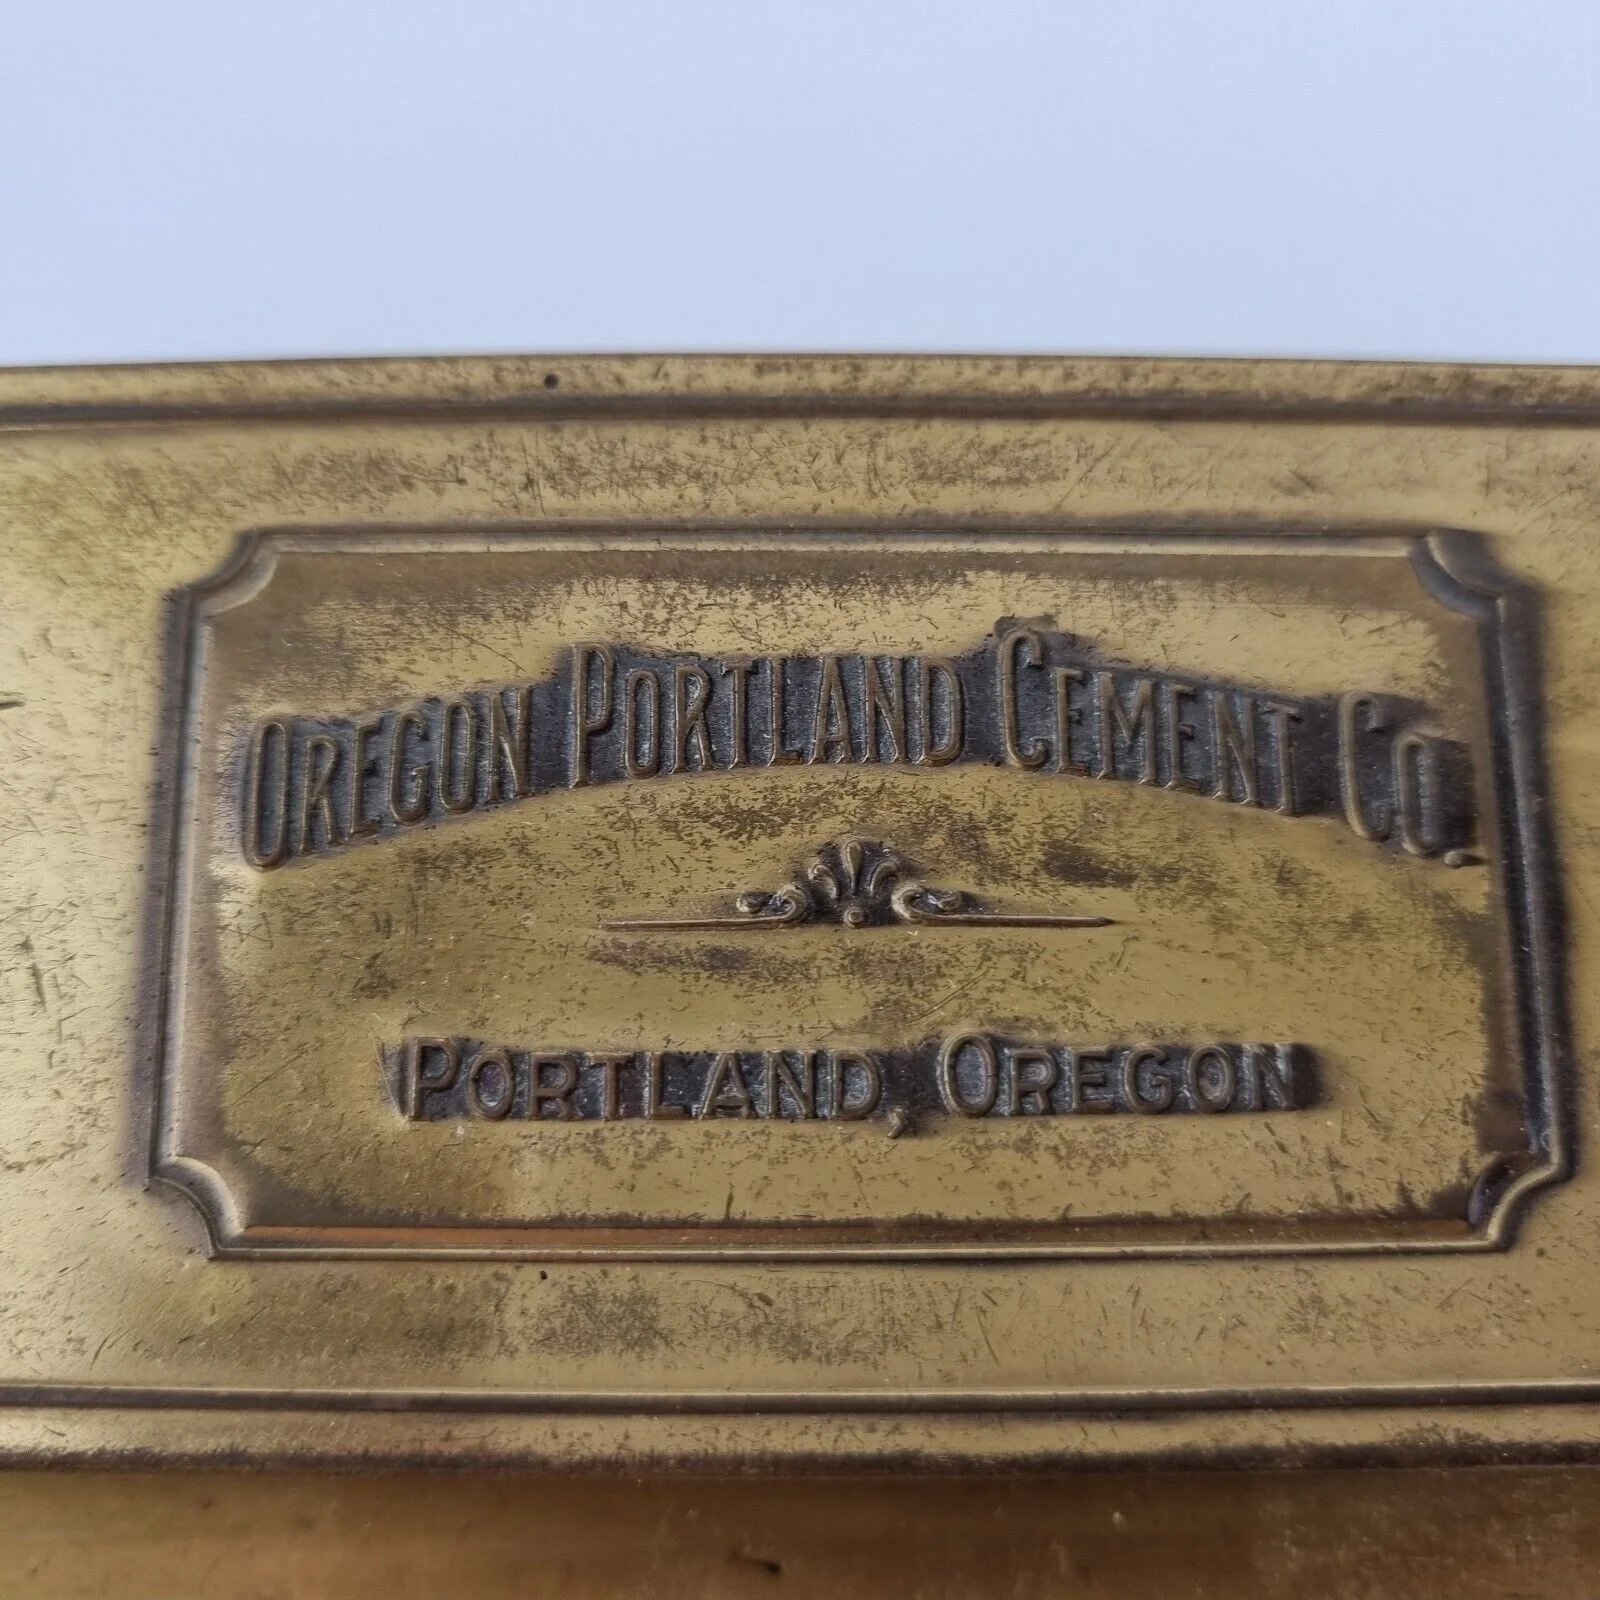 OREGON PORTLAND CEMENT CO.
PORTLAND, OREGON